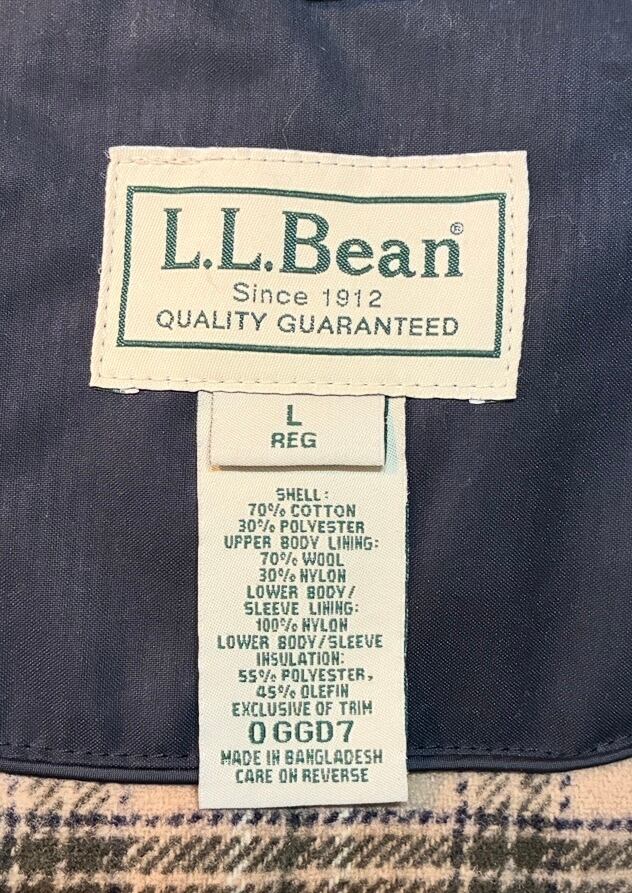 L.L.Bean®
Since 1912
QUALITY GUARANTEED
L
REG
SHELL:
70% COTTON
30% POLYESTER
UPPER BODY LINING:
70% WOOL
30% NYLON
LOWER BODY/
SLEEVE LINING:
100% NYLON
LOWER BODY/SLEEVE
INSULATION:
55% POLYESTER,
45% OLEFIN
EXCLUSIVE OF TRIM
0GGD7
MADE IN BANGLADESH
CARE ON REVERSE